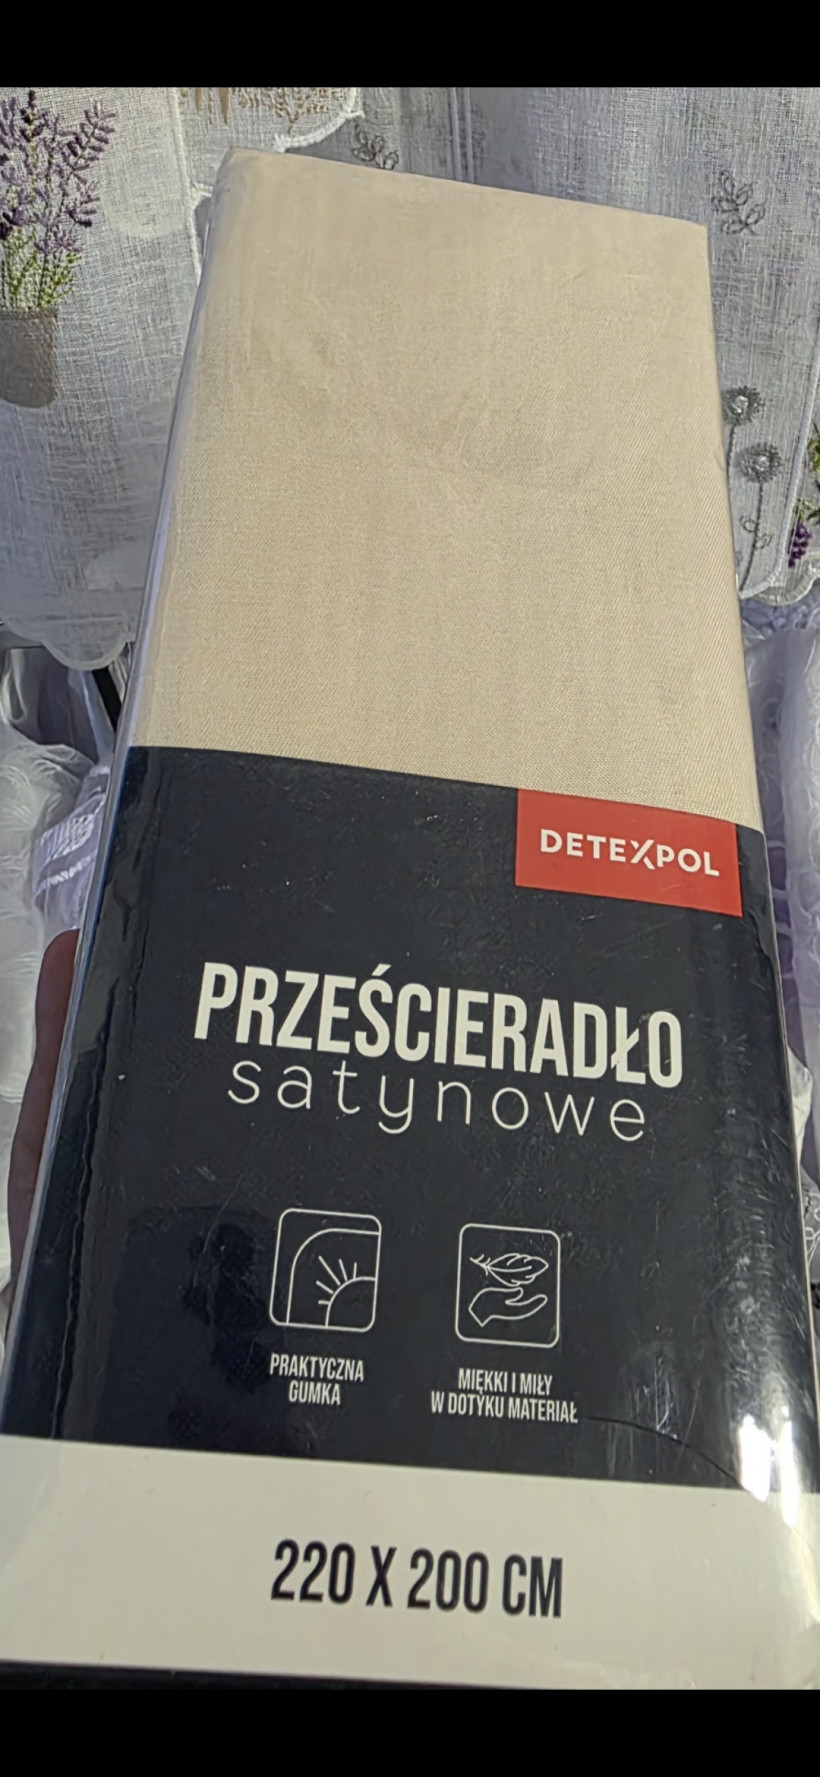 DETEXPOL
PRZEŚCIERADŁO
satynowe
PRAKTYCZNA
GUMKA
MIĘKKI I MIŁY
W DOTYKU MATERIAŁ
220 X 200 CM